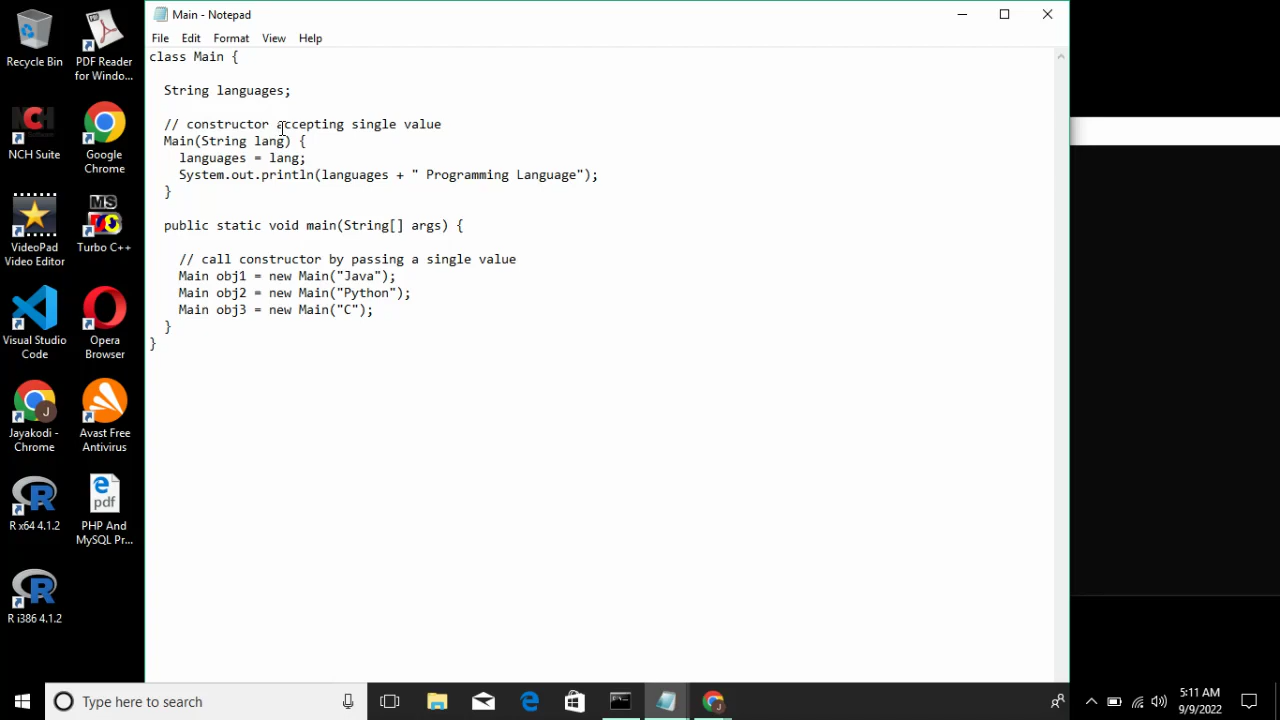 Main - Notepad
File Edit Format View Help
class Main {
String languages;
// constructor accepting single value
Main(String lang) {
languages = lang;
System.out.println(languages + " Programming Language");
}
public static void main(String[] args) {
// call constructor by passing a single value
Main obj1 = new Main("Java");
Main obj2 = new Main("Python");
Main obj3 = new Main("C");
}
}
Recycle Bin
PDF Reader
for Windo...
NCH Suite
Google
Chrome
VideoPad
Video Editor
Turbo C++
Visual Studio
Code
Opera
Browser
Jayakodi -
Chrome
Avast Free
Antivirus
R x64 4.1.2
PHP And
MySQL Pr...
R i386 4.1.2
Type here to search
5:11 AM
9/9/2022